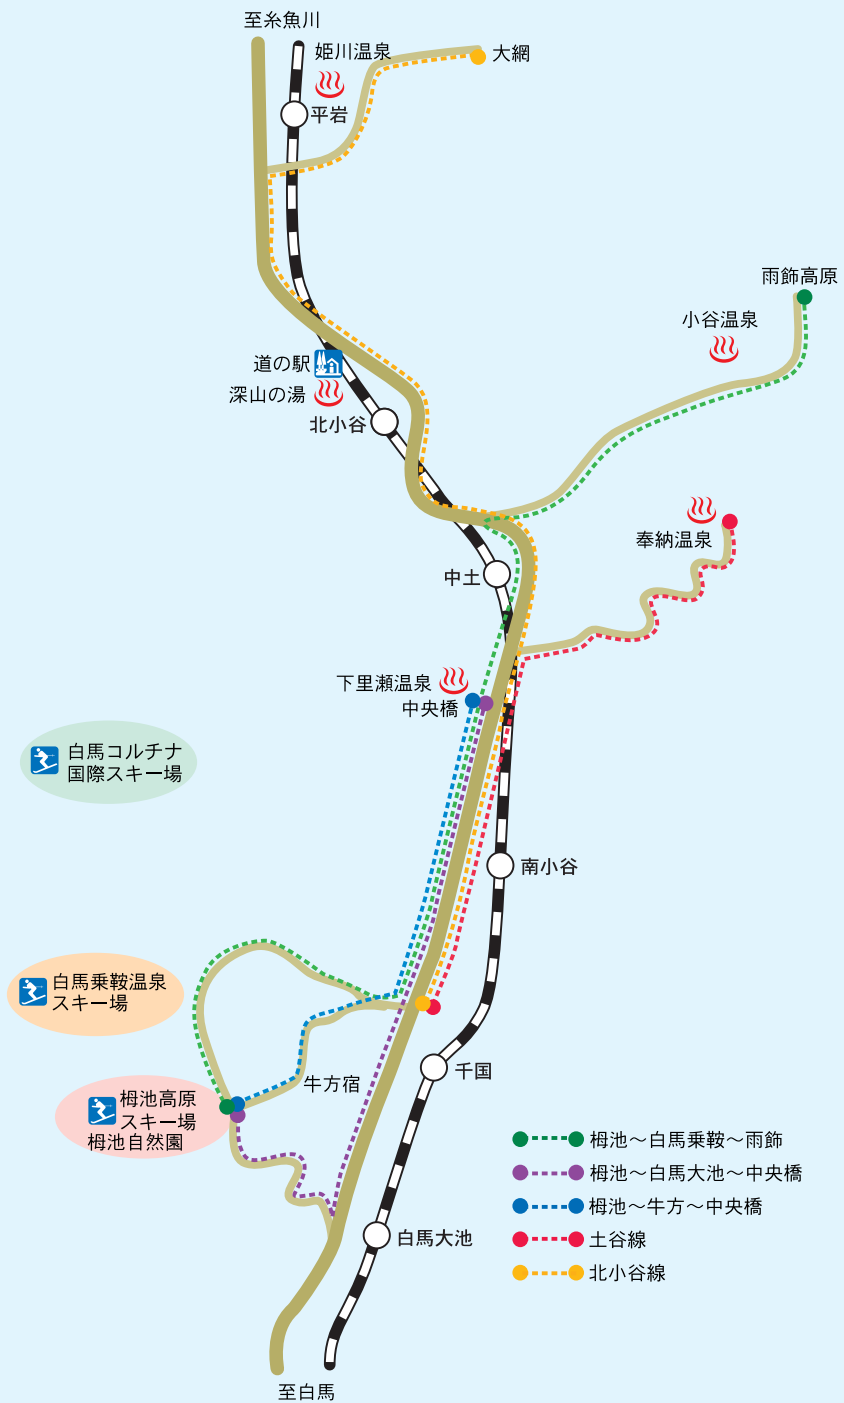 至糸魚川
姫川温泉
大網
平岩
雨飾高原
小谷温泉
道の駅
深山の湯
北小谷
奉納温泉
中土
下里瀬温泉
中央橋
白馬コルチナ
国際スキー場
南小谷
白馬乗鞍温泉
スキー場
千国
牛方宿
栂池高原
スキー場
栂池自然園
栂池～白馬乗鞍～雨飾
栂池～白馬大池～中央橋
栂池～牛方～中央橋
土谷線
北小谷線
白馬大池
至白馬